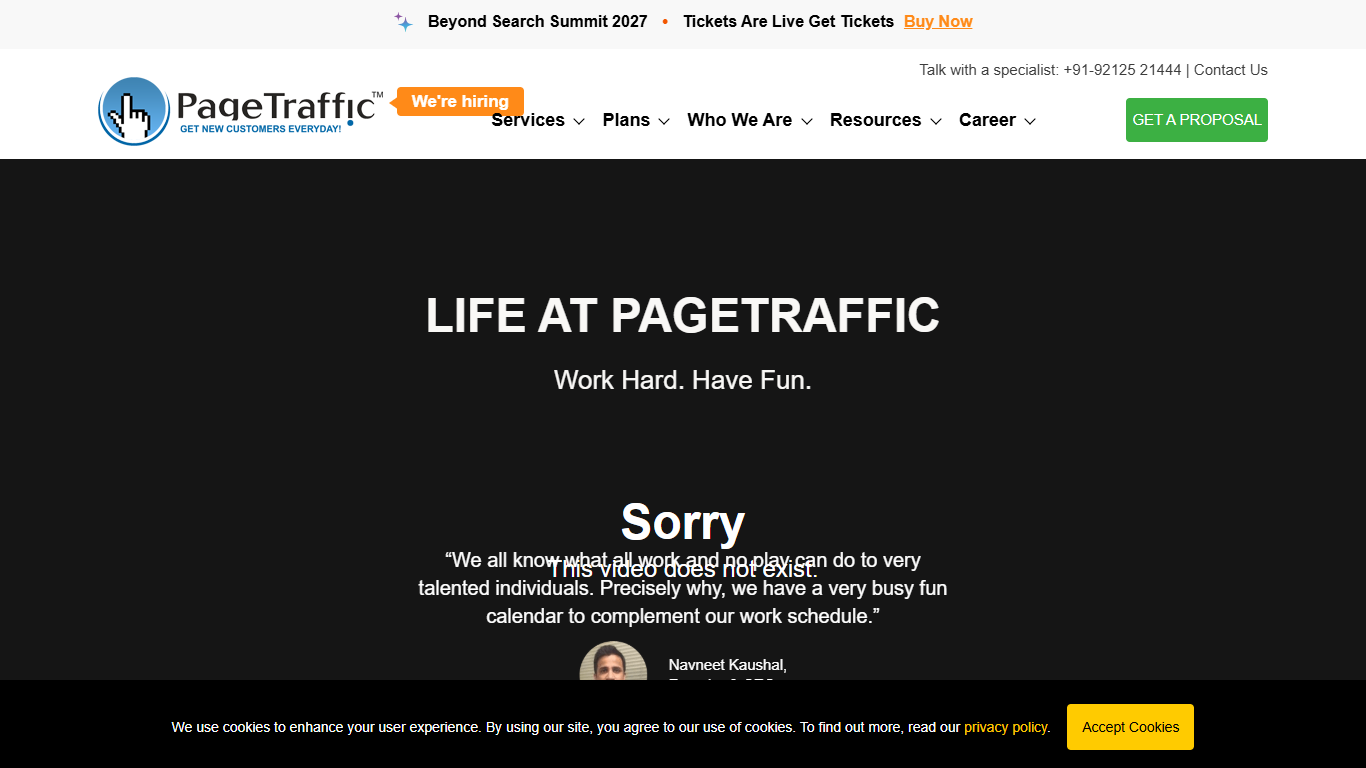 Beyond Search Summit 2027 • Tickets Are Live Get Tickets Buy Now
Talk with a specialist: +91-92125 21444 | Contact Us
PageTraffic™
GET NEW CUSTOMERS EVERYDAY!
We're hiring
Services Plans Who We Are Resources Career
GET A PROPOSAL
LIFE AT PAGETRAFFIC
Work Hard. Have Fun.
Sorry
“We all know what all work and no play can do to very
This video does not exist.
talented individuals. Precisely why, we have a very busy fun
calendar to complement our work schedule.”
Navneet Kaushal,
We use cookies to enhance your user experience. By using our site, you agree to our use of cookies. To find out more, read our privacy policy.
Accept Cookies